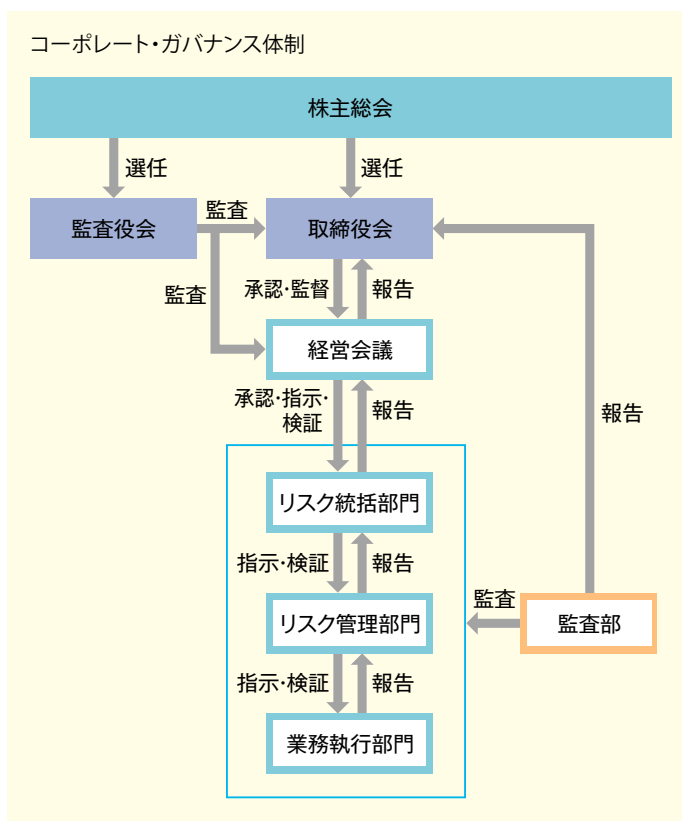 コーポレート・ガバナンス体制
株主総会
選任
選任
監査役会
監査
取締役会
監査
承認・監督
報告
経営会議
承認・指示・
検証
報告
報告
リスク統括部門
指示・検証
報告
リスク管理部門
監査
監査部
指示・検証
報告
業務執行部門